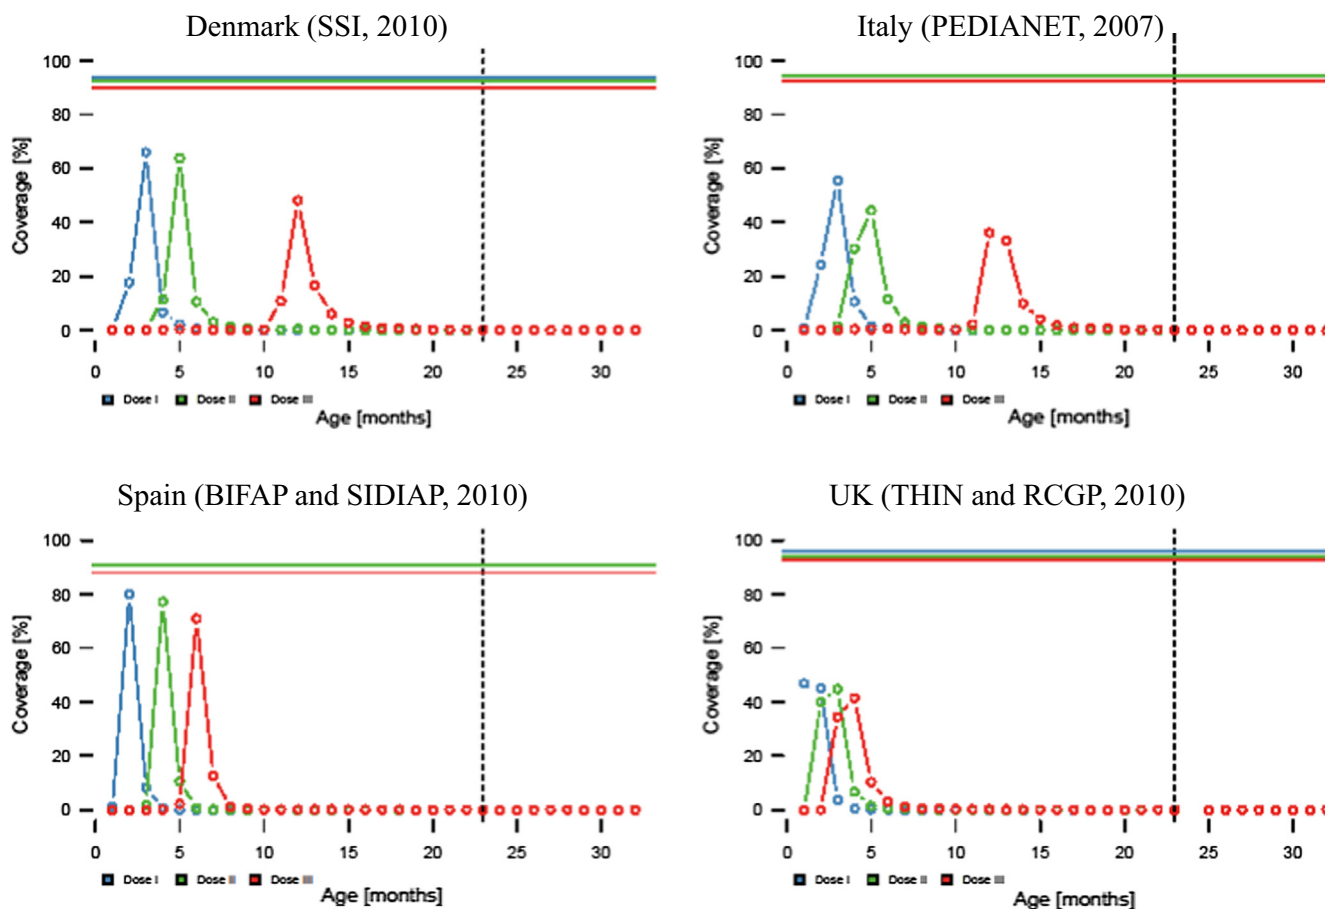 Denmark (SSI, 2010)
Italy (PEDIANET, 2007)
100
80
60
40
20
0
Coverage [%]
0 5 10 15 20 25 30
Dose I Dose II Dose III
Age [months]
100
80
60
40
20
0
Coverage [%]
0 5 10 15 20 25 30
Dose I Dose II Dose III
Age [months]
Spain (BIFAP and SIDIAP, 2010)
UK (THIN and RCGP, 2010)
100
80
60
40
20
0
Coverage [%]
0 5 10 15 20 25 30
Dose I Dose II Dose III
Age [months]
100
80
60
40
20
0
Coverage [%]
0 5 10 15 20 25 30
Dose I Dose II Dose III
Age [months]